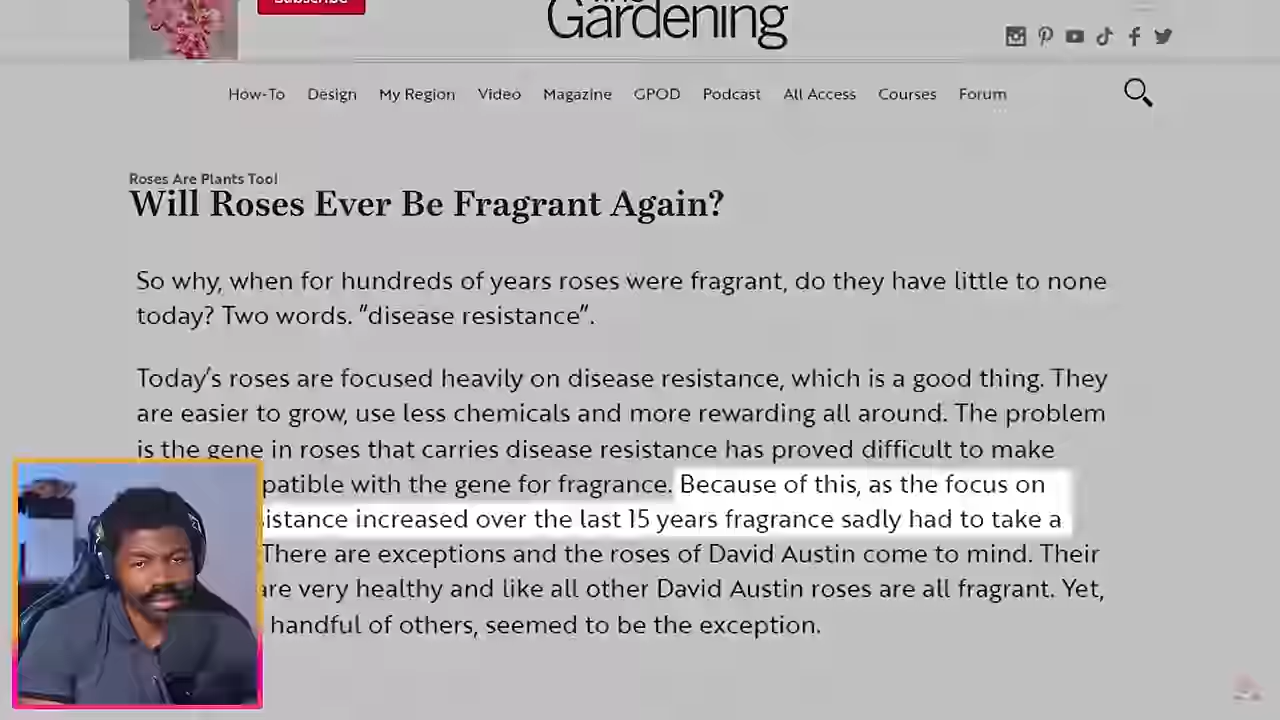 Subscribe
Gardening
How-To Design My Region Video Magazine GPOD Podcast All Access Courses Forum
Roses Are Plants Too!
Will Roses Ever Be Fragrant Again?
So why, when for hundreds of years roses were fragrant, do they have little to none
today? Two words. “disease resistance”.
Today’s roses are focused heavily on disease resistance, which is a good thing. They
are easier to grow, use less chemicals and more rewarding all around. The problem
is the gene in roses that carries disease resistance has proved difficult to make
patible with the gene for fragrance. Because of this, as the focus on
istance increased over the last 15 years fragrance sadly had to take a
There are exceptions and the roses of David Austin come to mind. Their
are very healthy and like all other David Austin roses are all fragrant. Yet,
handful of others, seemed to be the exception.